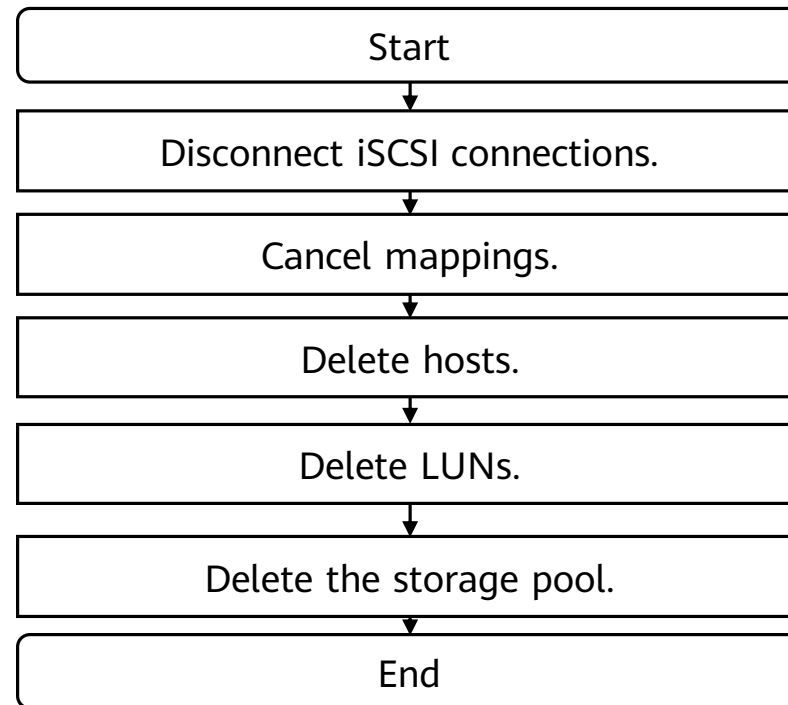 Start
Disconnect iSCSI connections.
Cancel mappings.
Delete hosts.
Delete LUNs.
Delete the storage pool.
End